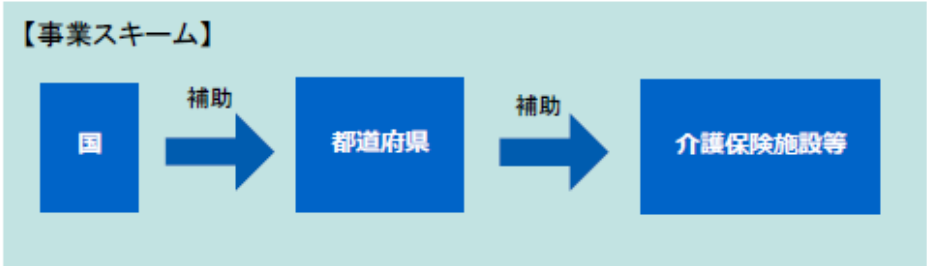 【事業スキーム】
補助
補助
国
都道府県
介護保険施設等